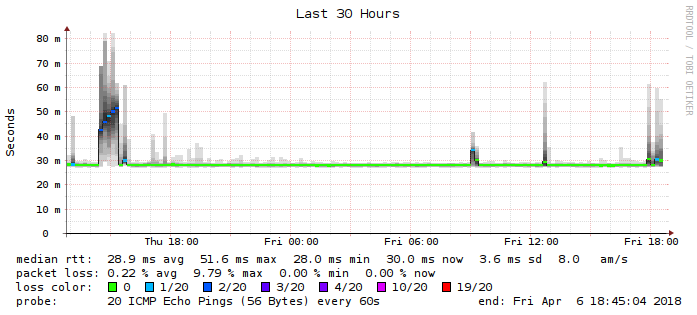 Last 30 Hours
RRDTOOL / TOBI OETIKER
Seconds
80 m
70 m
60 m
50 m
40 m
30 m
20 m
10 m
0
Thu 18:00 Fri 00:00 Fri 06:00 Fri 12:00 Fri 18:00
median rtt: 28.9 ms avg 51.6 ms max 28.0 ms min 30.0 ms now 3.6 ms sd 8.0 am/s
packet loss: 0.22 % avg 9.79 % max 0.00 % min 0.00 % now
loss color: 0 1/20 2/20 3/20 4/20 10/20 19/20
probe: 20 ICMP Echo Pings (56 Bytes) every 60s end: Fri Apr 6 18:45:04 2018